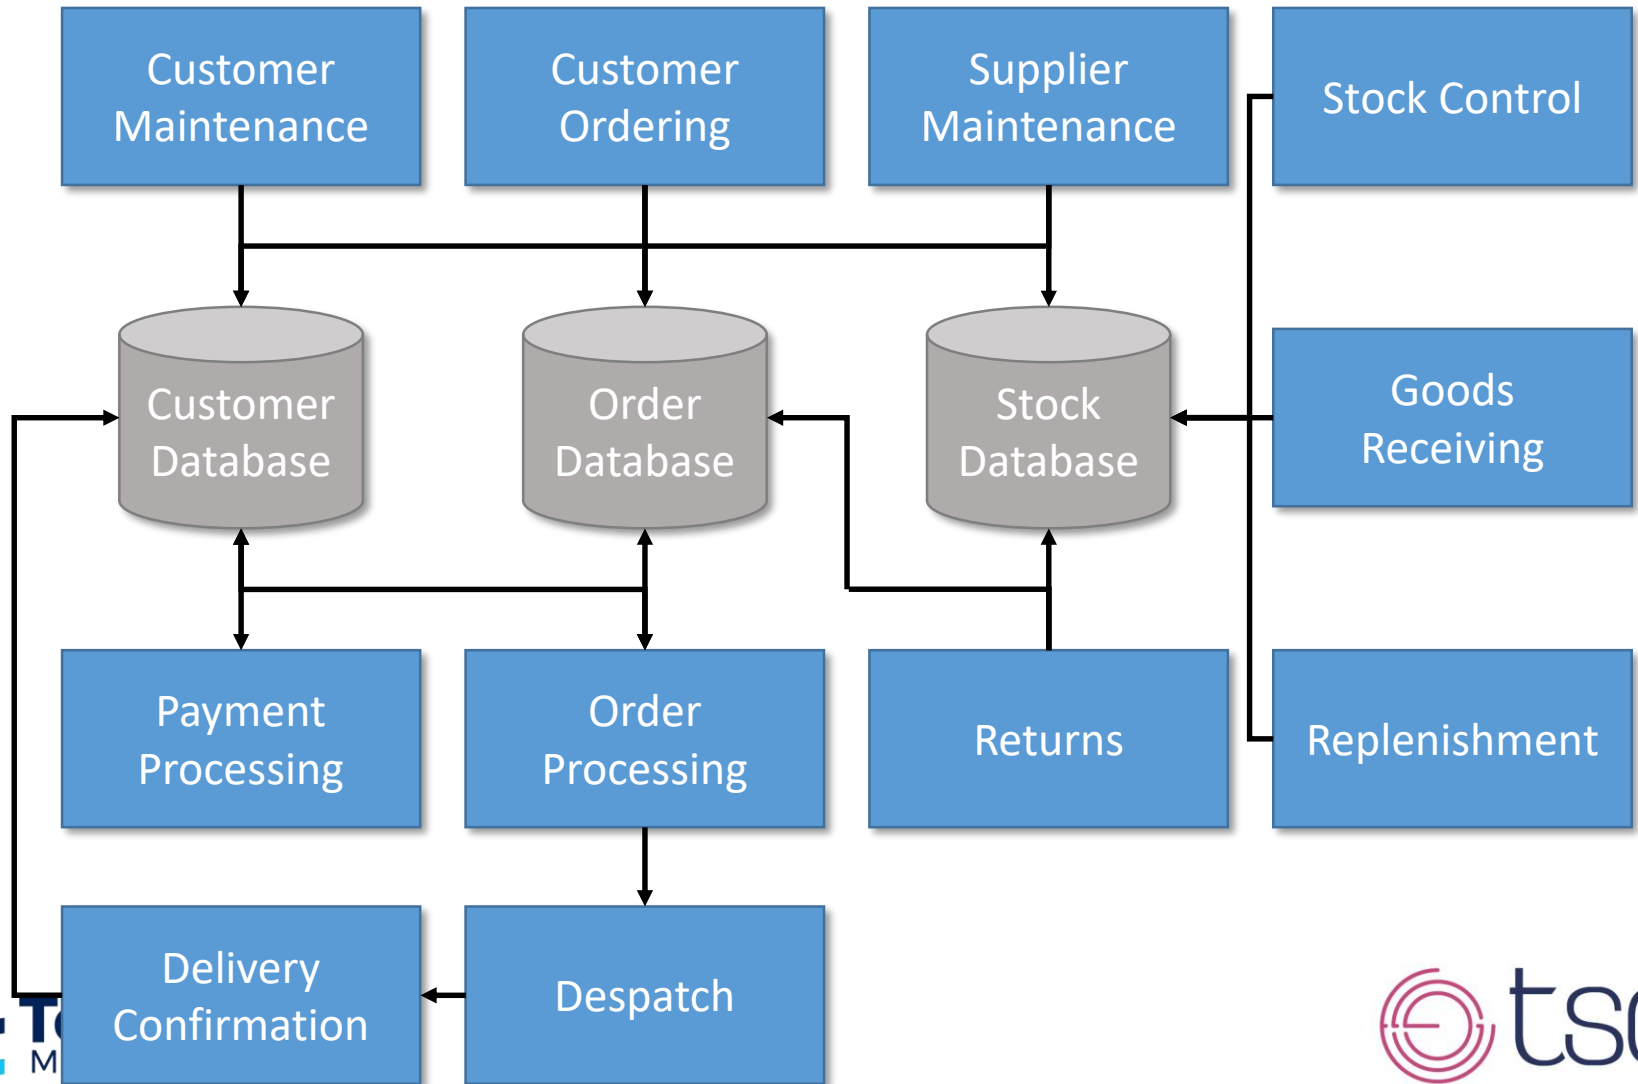 Customer
Maintenance
Customer
Ordering
Supplier
Maintenance
Stock Control
Customer
Database
Order
Database
Stock
Database
Goods
Receiving
Payment
Processing
Order
Processing
Returns
Replenishment
Delivery
Confirmation
Despatch